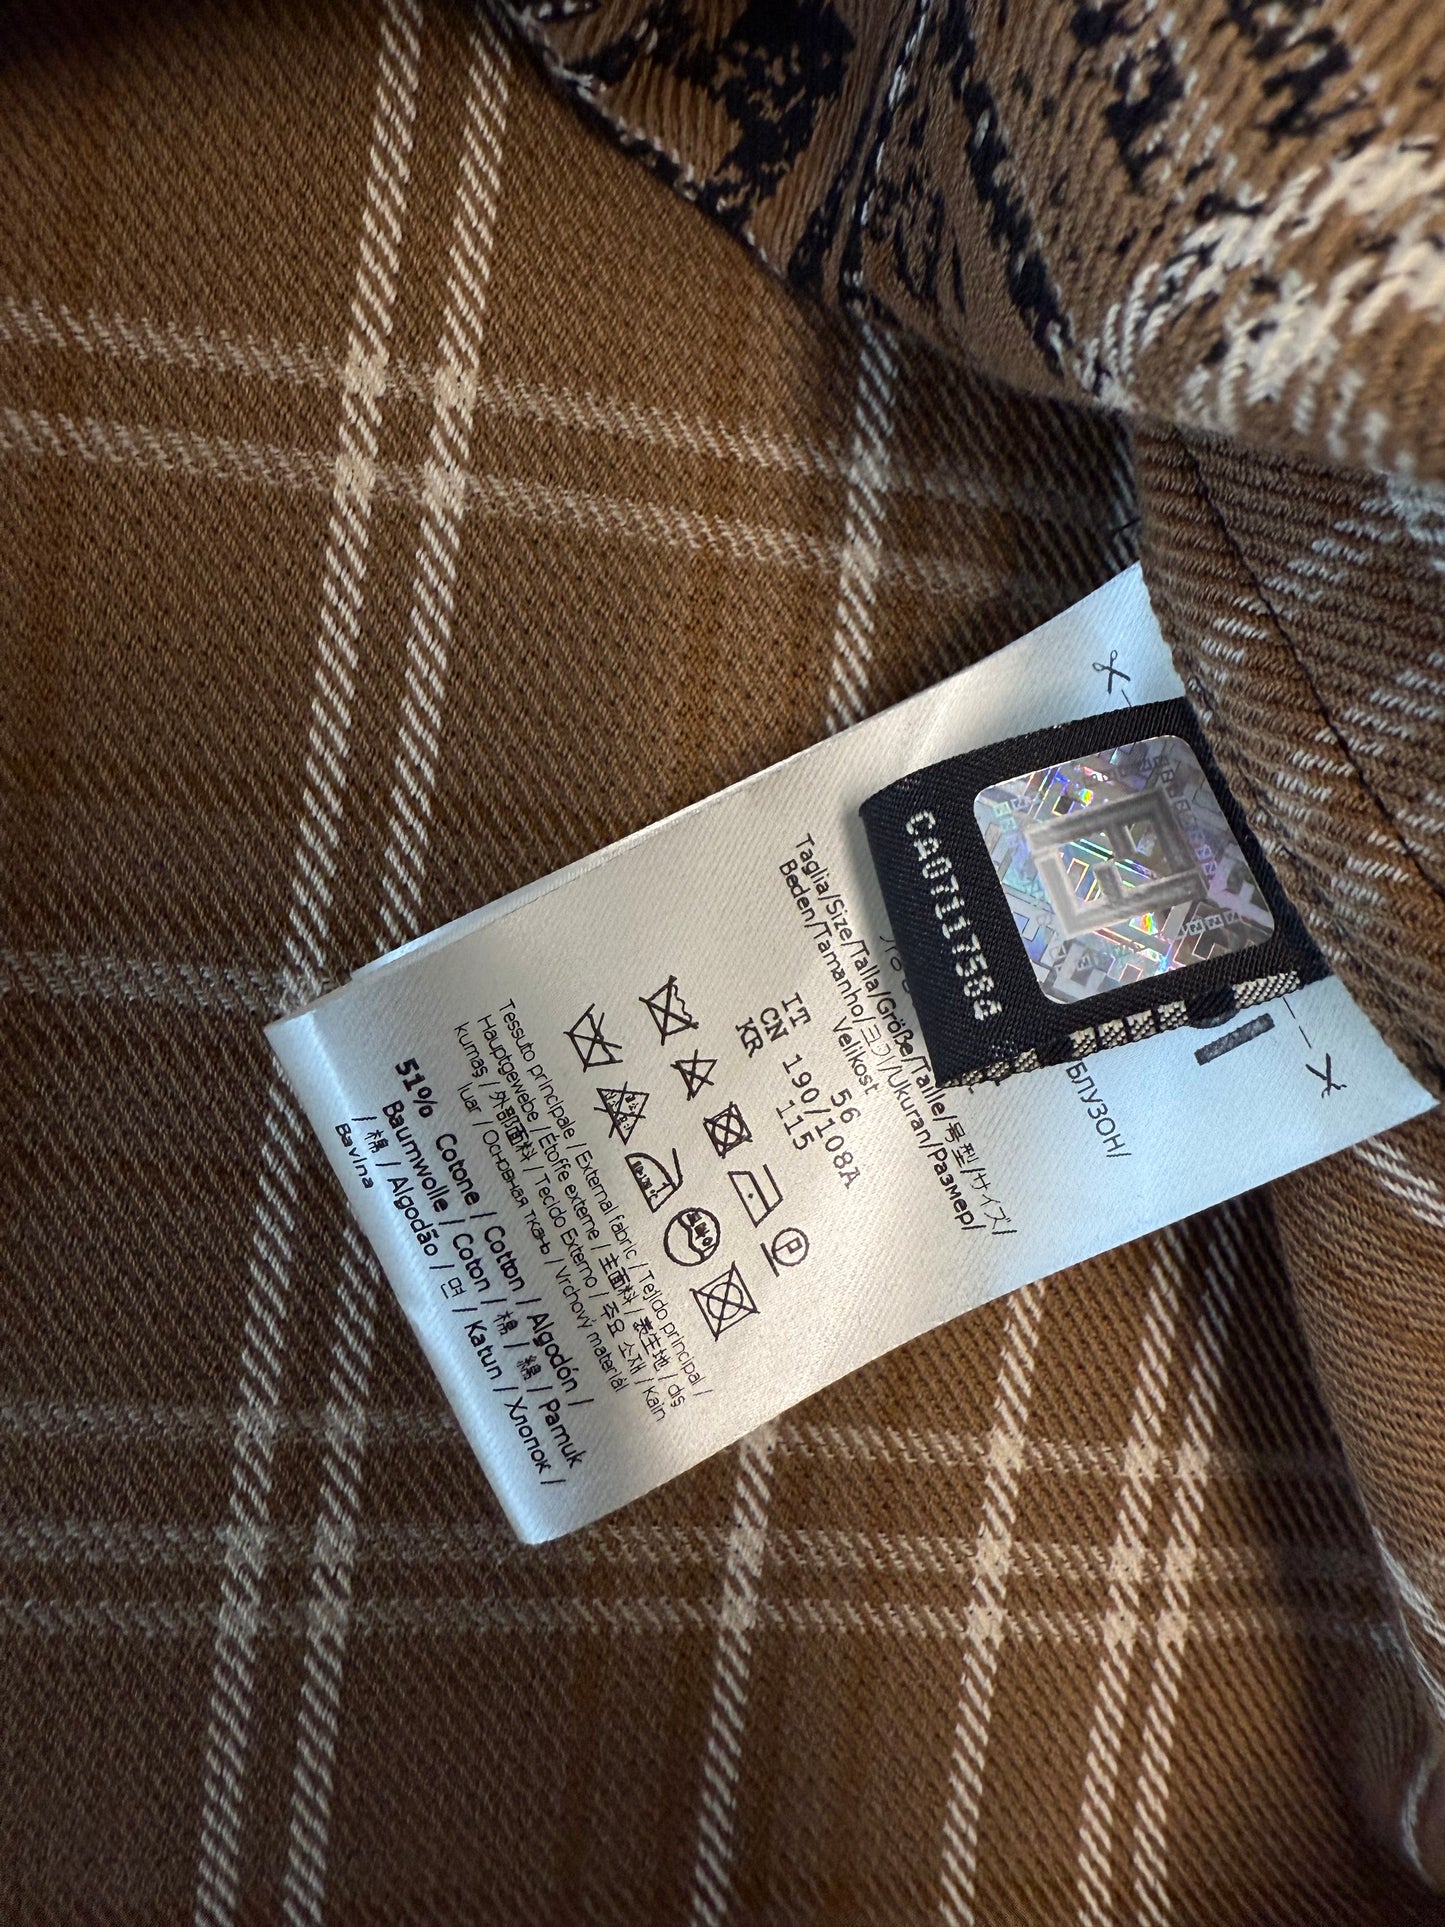 CA07117584
БЛУЗОН/
Taglia/Size/Talla/Größe/Taille/号型/サイズ/
Beden/Tamanho/크기/Ukuran/Размер/
Velikost
IT 56
CN 190/108A
KR 115
Tessuto principale / External fabric / Tejido principal /
Hauptgewebe / Étoffe externe / 主面料 / 表生地 / dış
kumaş / 外部面料 / Tecido Externo / 주요 소재 / Kain
luar / Основная ткань / Vrchový materiál
51% Cotone / Cotton / Algodón /
Baumwolle / Coton / 棉 / 綿 / Pamuk
/ 棉 / Algodão / 면 / Katun / Хлопок /
Bavlna